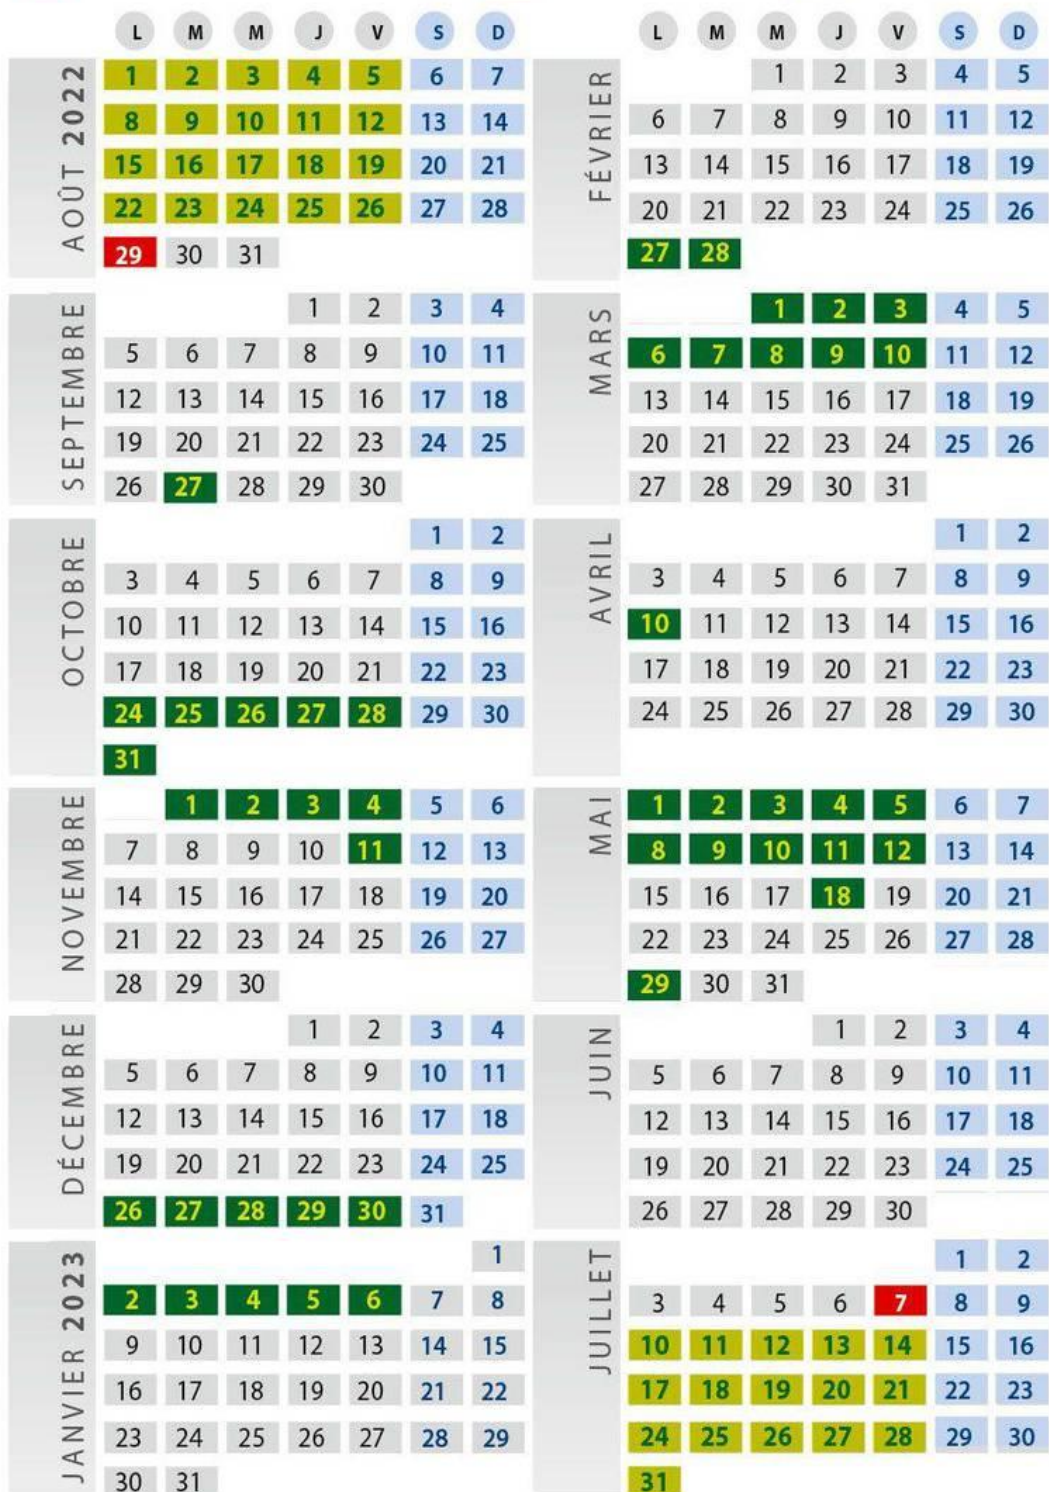 L M M J V S D
AOÛT 2022
1 2 3 4 5 6 7
8 9 10 11 12 13 14
15 16 17 18 19 20 21
22 23 24 25 26 27 28
29 30 31
SEPTEMBRE
1 2 3 4
5 6 7 8 9 10 11
12 13 14 15 16 17 18
19 20 21 22 23 24 25
26 27 28 29 30
OCTOBRE
1 2
3 4 5 6 7 8 9
10 11 12 13 14 15 16
17 18 19 20 21 22 23
24 25 26 27 28 29 30
31
NOVEMBRE
1 2 3 4 5 6
7 8 9 10 11 12 13
14 15 16 17 18 19 20
21 22 23 24 25 26 27
28 29 30
DÉCEMBRE
1 2 3 4
5 6 7 8 9 10 11
12 13 14 15 16 17 18
19 20 21 22 23 24 25
26 27 28 29 30 31
JANVIER 2023
1
2 3 4 5 6 7 8
9 10 11 12 13 14 15
16 17 18 19 20 21 22
23 24 25 26 27 28 29
30 31
L M M J V S D
FÉVRIER
1 2 3 4 5
6 7 8 9 10 11 12
13 14 15 16 17 18 19
20 21 22 23 24 25 26
27 28
MARS
1 2 3 4 5
6 7 8 9 10 11 12
13 14 15 16 17 18 19
20 21 22 23 24 25 26
27 28 29 30 31
AVRIL
1 2
3 4 5 6 7 8 9
10 11 12 13 14 15 16
17 18 19 20 21 22 23
24 25 26 27 28 29 30
MAI
1 2 3 4 5 6 7
8 9 10 11 12 13 14
15 16 17 18 19 20 21
22 23 24 25 26 27 28
29 30 31
JUIN
1 2 3 4
5 6 7 8 9 10 11
12 13 14 15 16 17 18
19 20 21 22 23 24 25
26 27 28 29 30
JUILLET
1 2
3 4 5 6 7 8 9
10 11 12 13 14 15 16
17 18 19 20 21 22 23
24 25 26 27 28 29 30
31